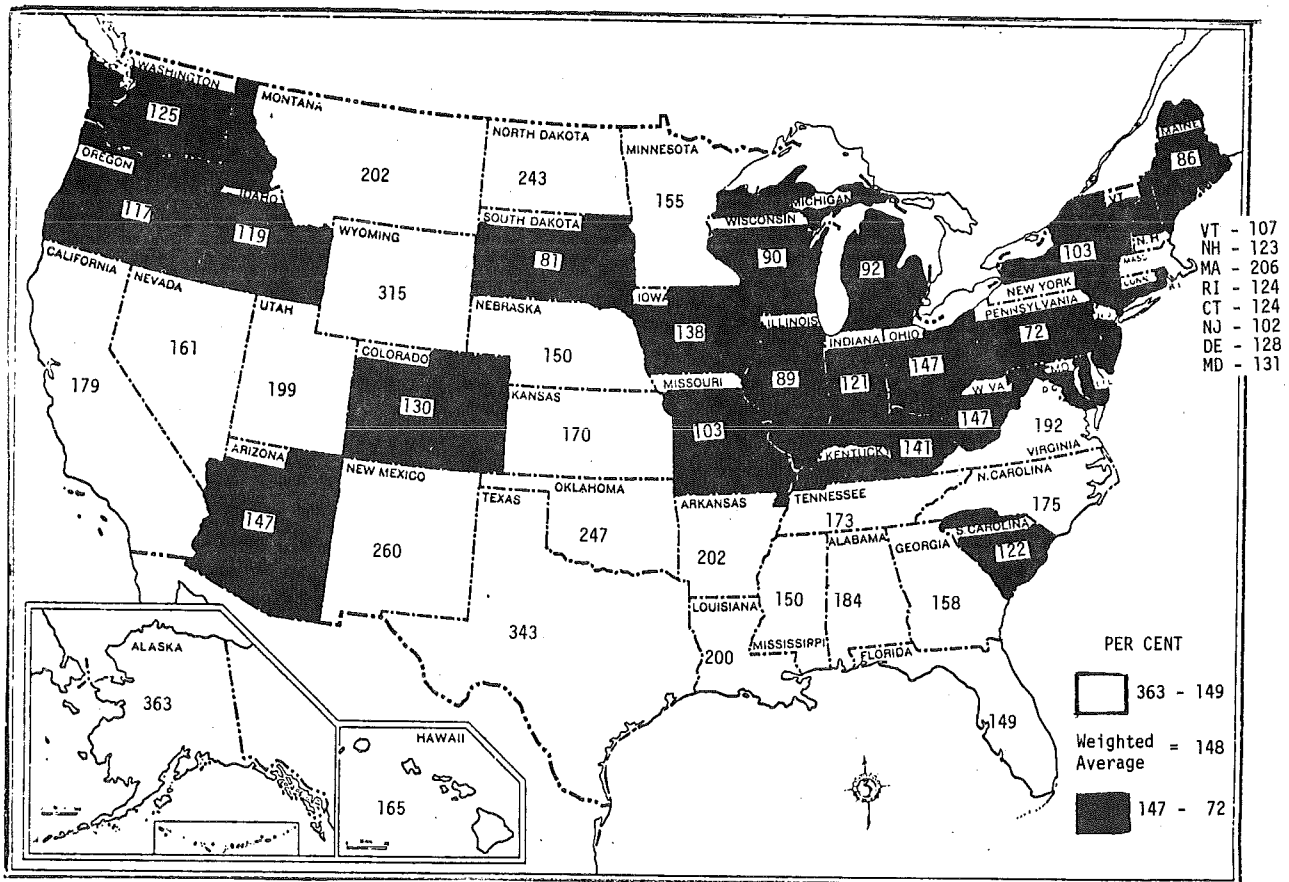 WASHINGTON
125
MONTANA
202
NORTH DAKOTA
243
MINNESOTA
155
MAINE
86
OREGON
117
IDAHO
119
WYOMING
315
SOUTH DAKOTA
81
WISCONSIN
90
MICHIGAN
92
VT.
N.H
MASS
CONN
R.I
103
NEW YORK
PENNSYLVANIA
72
N.J.
VT - 107
NH - 123
MA - 206
RI - 124
CT - 124
NJ - 102
DE - 128
MD - 131
CALIFORNIA
179
NEVADA
161
UTAH
199
COLORADO
130
NEBRASKA
150
IOWA
138
ILLINOIS
89
INDIANA
121
OHIO
147
W.VA.
147
MD.
D.C.
192
VIRGINIA
KANSAS
170
MISSOURI
103
KENTUCKY
141
ARIZONA
147
NEW MEXICO
260
TEXAS
343
OKLAHOMA
247
ARKANSAS
202
TENNESSEE
173
N.CAROLINA
175
S CAROLINA
122
LOUISIANA
200
MISSISSIPPI
150
ALABAMA
184
GEORGIA
158
FLORIDA
149
ALASKA
363
HAWAII
165
PER CENT
363 - 149
Weighted Average = 148
147 - 72